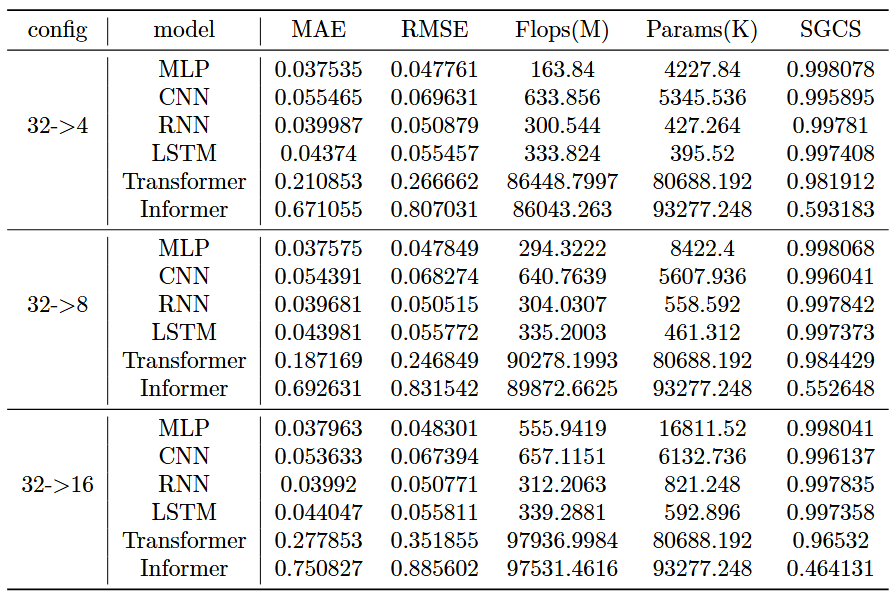 config model MAE RMSE Flops(M) Params(K) SGCS
MLP 0.037535 0.047761 163.84 4227.84 0.998078
CNN 0.055465 0.069631 633.856 5345.536 0.995895
32->4 RNN 0.039987 0.050879 300.544 427.264 0.99781
LSTM 0.04374 0.055457 333.824 395.52 0.997408
Transformer 0.210853 0.266662 86448.7997 80688.192 0.981912
Informer 0.671055 0.807031 86043.263 93277.248 0.593183
MLP 0.037575 0.047849 294.3222 8422.4 0.998068
CNN 0.054391 0.068274 640.7639 5607.936 0.996041
32->8 RNN 0.039681 0.050515 304.0307 558.592 0.997842
LSTM 0.043981 0.055772 335.2003 461.312 0.997373
Transformer 0.187169 0.246849 90278.1993 80688.192 0.984429
Informer 0.692631 0.831542 89872.6625 93277.248 0.552648
MLP 0.037963 0.048301 555.9419 16811.52 0.998041
CNN 0.053633 0.067394 657.1151 6132.736 0.996137
32->16 RNN 0.03992 0.050771 312.2063 821.248 0.997835
LSTM 0.044047 0.055811 339.2881 592.896 0.997358
Transformer 0.277853 0.351855 97936.9984 80688.192 0.96532
Informer 0.750827 0.885602 97531.4616 93277.248 0.464131